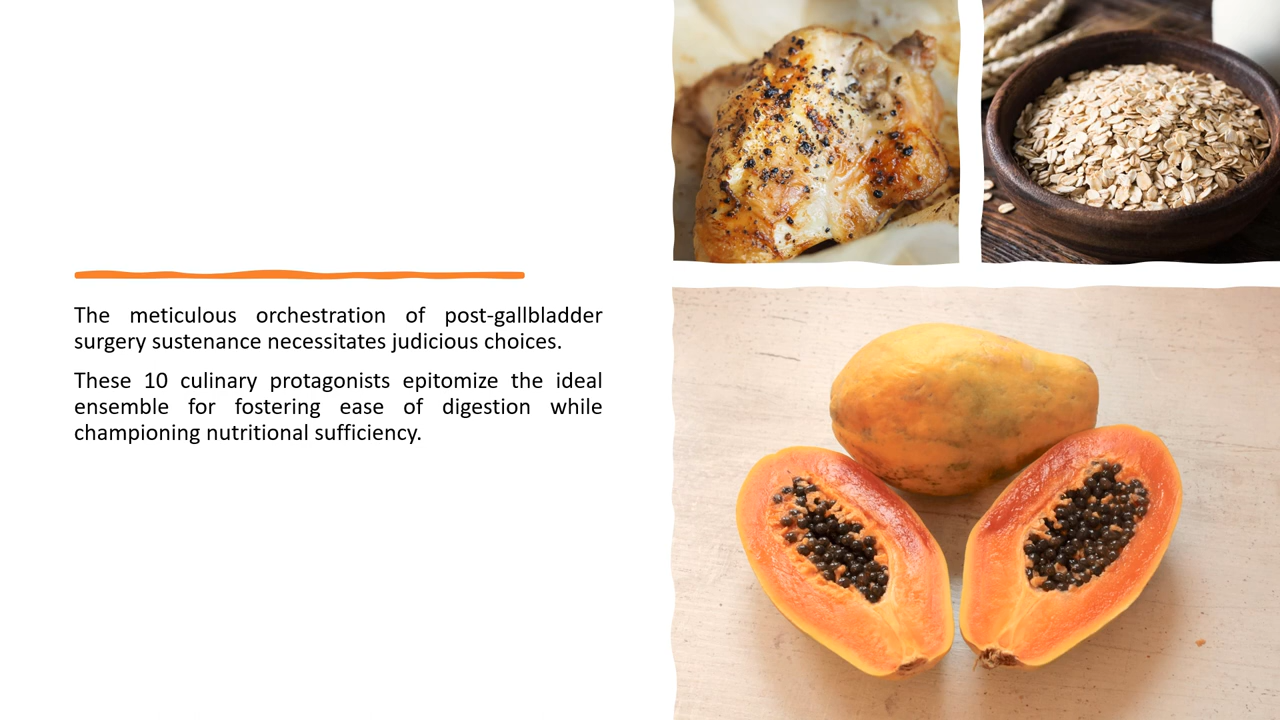 The meticulous orchestration of post-gallbladder
surgery sustenance necessitates judicious choices.
These 10 culinary protagonists epitomize the ideal
ensemble for fostering ease of digestion while
championing nutritional sufficiency.